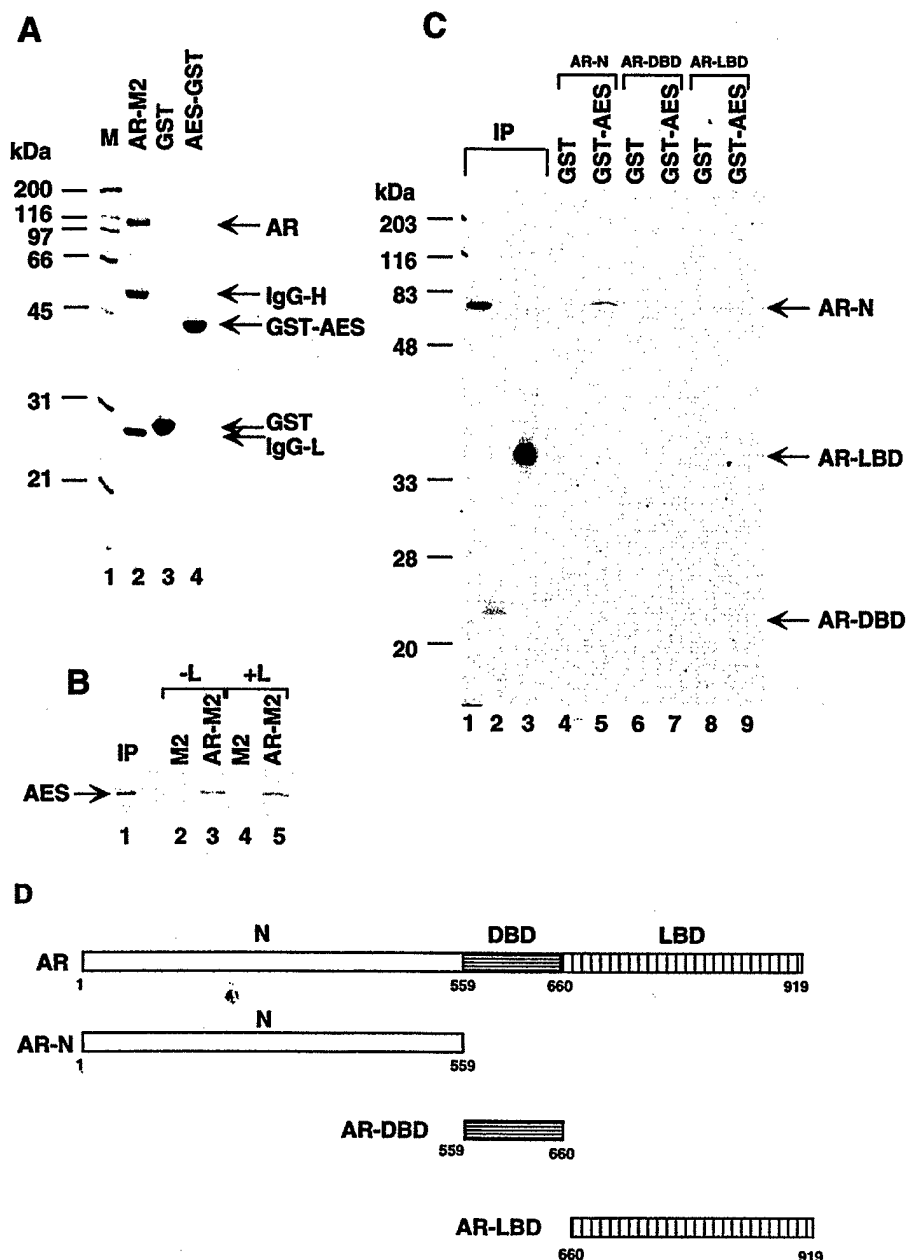 A
kDa
M
AR-M2
GST
AES-GST
200
116
97
66
45
31
21
AR
IgG-H
GST-AES
GST
IgG-L
1 2 3 4
B
-L +L
IP
M2
AR-M2
M2
AR-M2
AES
1 2 3 4 5
C
AR-N AR-DBD AR-LBD
IP
GST
GST-AES
GST
GST-AES
GST
GST-AES
kDa
203
116
83
48
33
28
20
AR-N
AR-LBD
AR-DBD
1 2 3 4 5 6 7 8 9
D
N DBD LBD
AR
1 559 660 919
N
AR-N
1 559
AR-DBD
559 660
AR-LBD
660 919